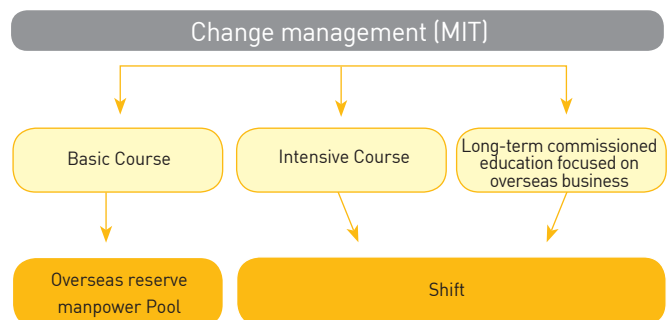 Change management (MIT)
Basic Course
Intensive Course
Long-term commissioned
education focused on
overseas business
Overseas reserve
manpower Pool
Shift